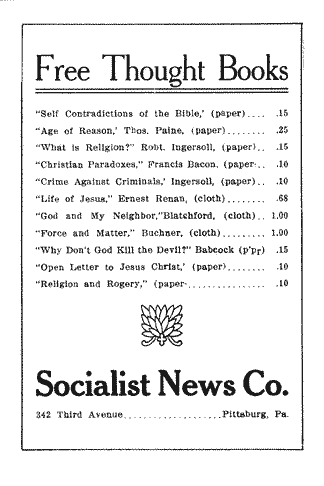 Free Thought Books
"Self Contradictions of the Bible,' (paper).... .15
"Age of Reason,' Thos. Paine, (paper)........ .25
"What is Religion?" Robt. Ingersoll, (paper).. .15
"Christian Paradoxes," Francis Bacon, (paper.. .10
"Crime Against Criminals,' Ingersoll, (paper).. .10
"Life of Jesus," Ernest Renan, (cloth)........ .68
"God and My Neighbor,"Blatchford, (cloth).. 1.00
"Force and Matter," Buchner, (cloth)......... 1.00
"Why Don't God Kill the Devil?" Babcock (p'pr) .15
"Open Letter to Jesus Christ,' (paper)....... .10
"Religion and Rogery," (paper................ .10
Socialist News Co.
342 Third Avenue....................Pittsburg, Pa.